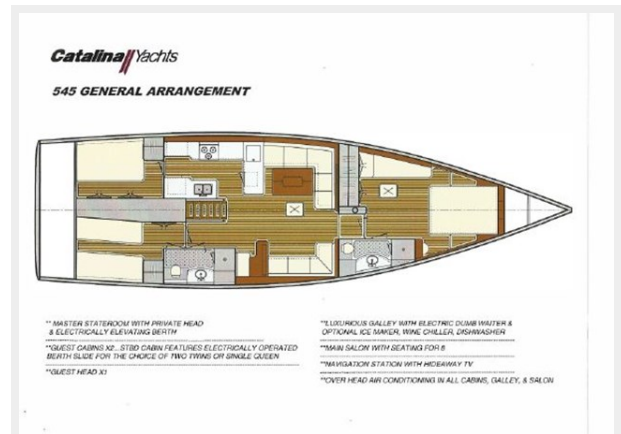 Catalina Yachts
545 GENERAL ARRANGEMENT
** MASTER STATEROOM WITH PRIVATE HEAD
& ELECTRICALLY ELEVATING BERTH
**GUEST CABINS X2...STBD CABIN FEATURES ELECTRICALLY OPERATED
BERTH SLIDE FOR THE CHOICE OF TWO TWINS OR SINGLE QUEEN
**GUEST HEAD X1
**LUXURIOUS GALLEY WITH ELECTRIC DUMB WAITER &
OPTIONAL ICE MAKER, WINE CHILLER, DISHWASHER
**MAIN SALON WITH SEATING FOR 8
**NAVIGATION STATION WITH HIDEAWAY TV
**OVER HEAD AIR CONDITIONING IN ALL CABINS, GALLEY, & SALON